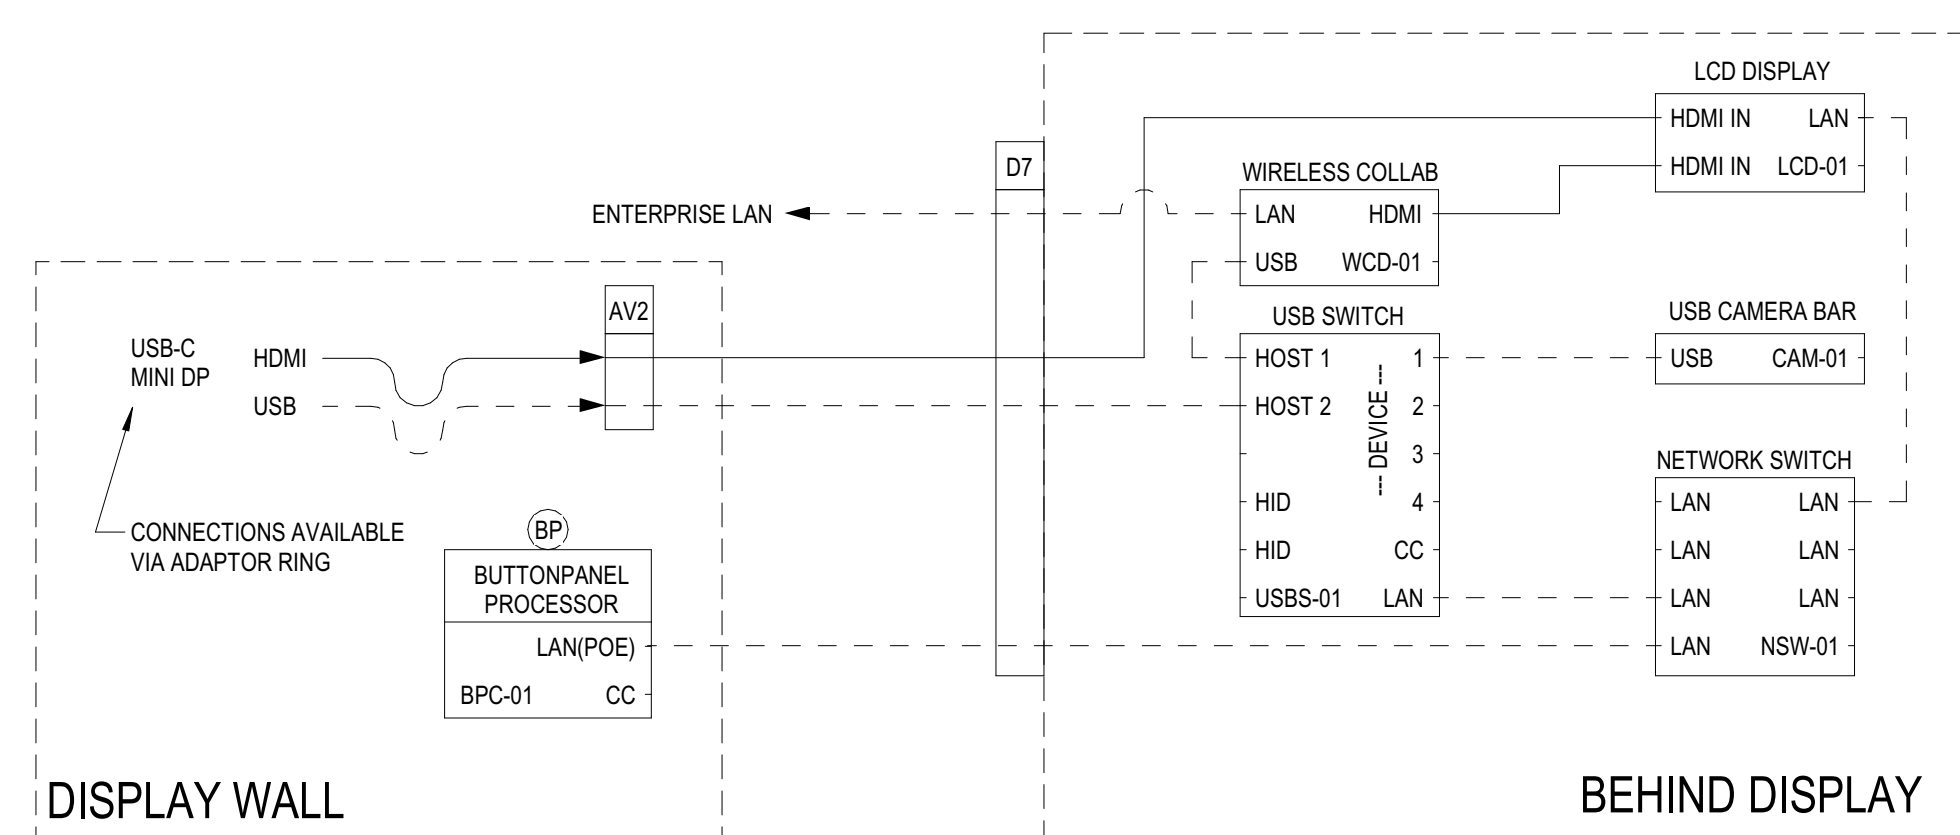 LCD DISPLAY
HDMI IN LAN
HDMI IN LCD-01
D7
WIRELESS COLLAB
ENTERPRISE LAN
LAN HDMI
USB WCD-01
AV2
USB SWITCH
HOST 1 1
HOST 2 2
3
HID 4
HID CC
USBS-01 LAN
--- DEVICE ---
USB CAMERA BAR
USB CAM-01
USB-C
MINI DP
HDMI
USB
CONNECTIONS AVAILABLE
VIA ADAPTOR RING
BP
BUTTONPANEL
PROCESSOR
LAN(POE)
BPC-01 CC
NETWORK SWITCH
LAN LAN
LAN LAN
LAN LAN
LAN NSW-01
DISPLAY WALL
BEHIND DISPLAY